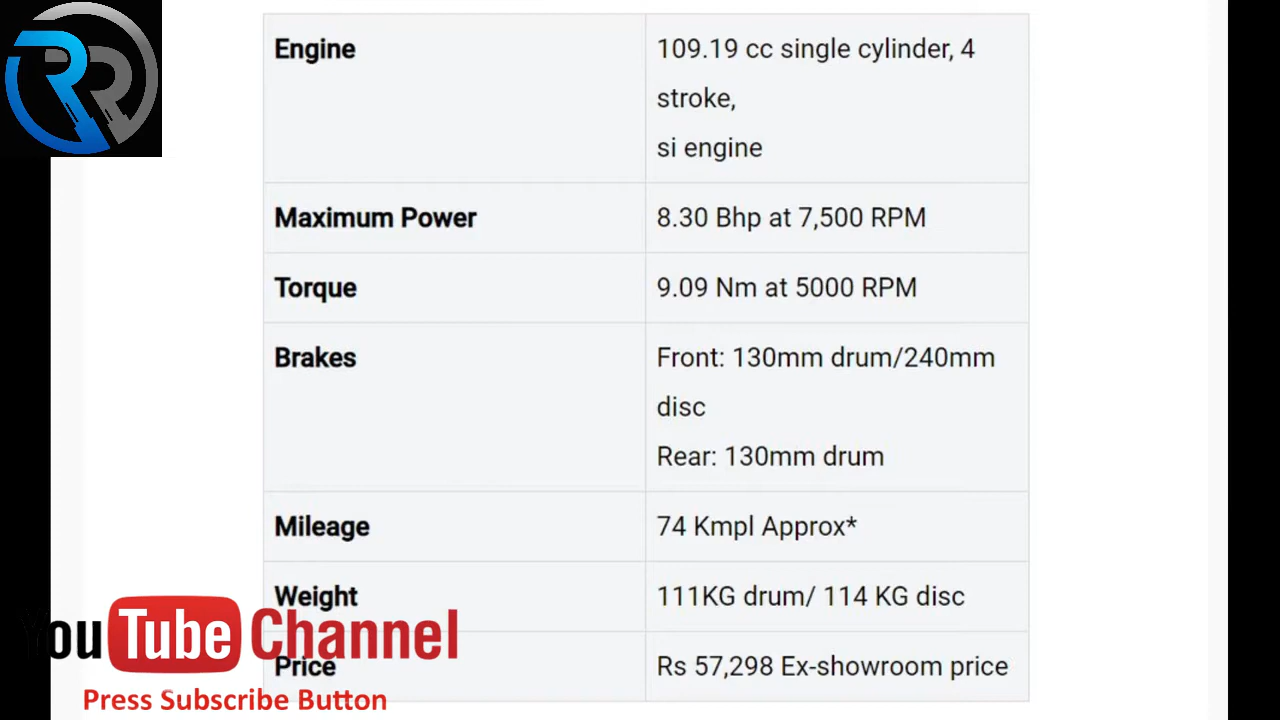 RR
Engine
109.19 cc single cylinder, 4
stroke,
si engine
Maximum Power
8.30 Bhp at 7,500 RPM
Torque
9.09 Nm at 5000 RPM
Brakes
Front: 130mm drum/240mm
disc
Rear: 130mm drum
Mileage
74 Kmpl Approx*
Weight
111KG drum/ 114 KG disc
YouTube Channel
Price
Rs 57,298 Ex-showroom price
Press Subscribe Button